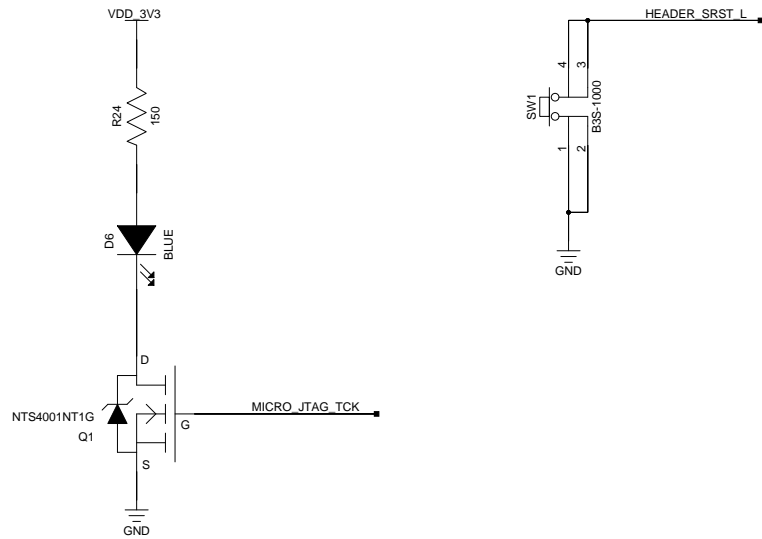 VDD_3V3
HEADER_SRST_L
R24
150
4
3
SW1
B3S-1000
1
2
D6
BLUE
GND
D
NTS4001NT1G
MICRO_JTAG_TCK
G
Q1
S
GND